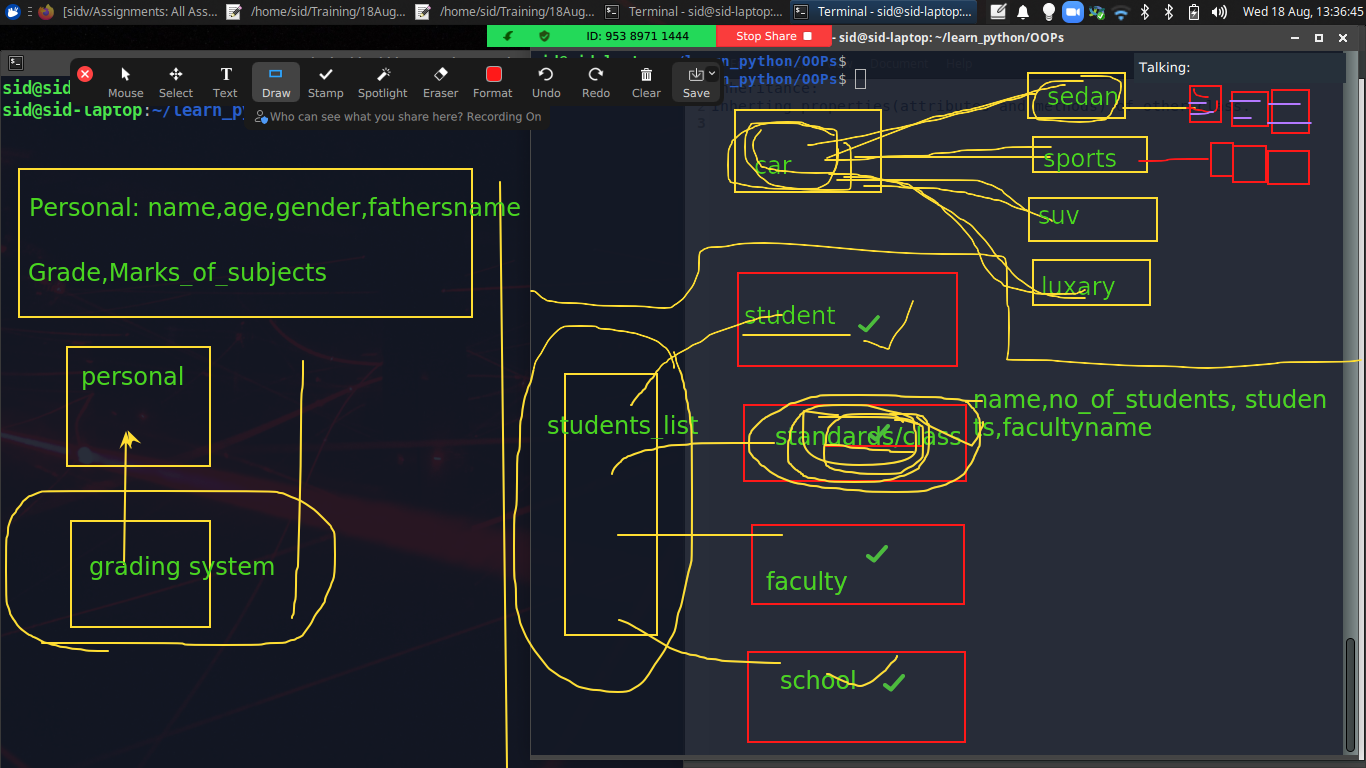 [sidv/Assignments: All Ass...
/home/sid/Training/18Aug...
/home/sid/Training/18Aug...
Terminal - sid@sid-laptop:...
Terminal - sid@sid-laptop:...
Wed 18 Aug, 13:36:45
ID: 953 8971 1444
Stop Share
- sid@sid-laptop: ~/learn_python/OOPs
Mouse
Select
Text
Draw
Stamp
Spotlight
Eraser
Format
Undo
Redo
Clear
Save
Who can see what you share here? Recording On
sid@sid
sid@sid-laptop:~/learn_p
rn_python/OOPs$
n_python/OOPs$
Talking:
3
car
sedan
sports
suv
luxary
Personal: name,age,gender,fathersname
Grade,Marks_of_subjects
personal
grading system
students_list
student
standards/class
name,no_of_students, studen
ts,facultyname
faculty
school